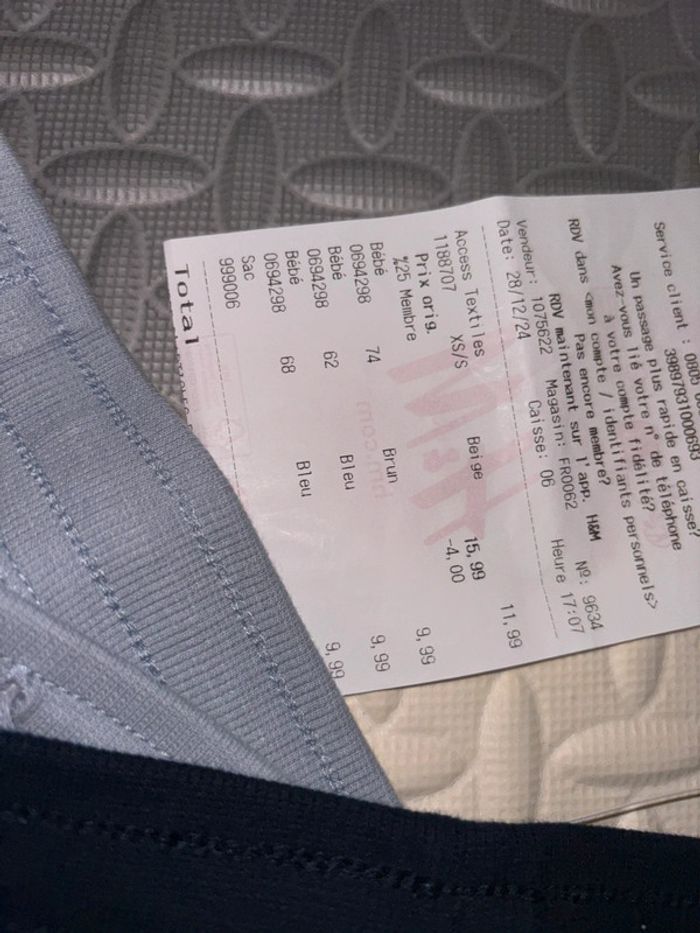 Service client :
39897931000693
Un passage plus rapide en caisse?
Avez-vous lié votre n° de téléphone
à votre compte fidélité?
RDV dans <mon compte / identifiants personnels>
Pas encore membre?
RDV maintenant sur l'app. H&M
Vendeur: 1075622 Magasin: FR0062 Nº: 9634
Date: 28/12/24 Caisse: 06 Heure 17:07
Access Textiles 11,99
1188707 XS/S Beige
Prix orig. 15,99
%25 Membre -4,00
Bébé 9,99
0694298 74 Brun
Bébé 9,99
0694298 62 Bleu
Bébé 9,99
0694298 68 Bleu
Sac
999006
Total